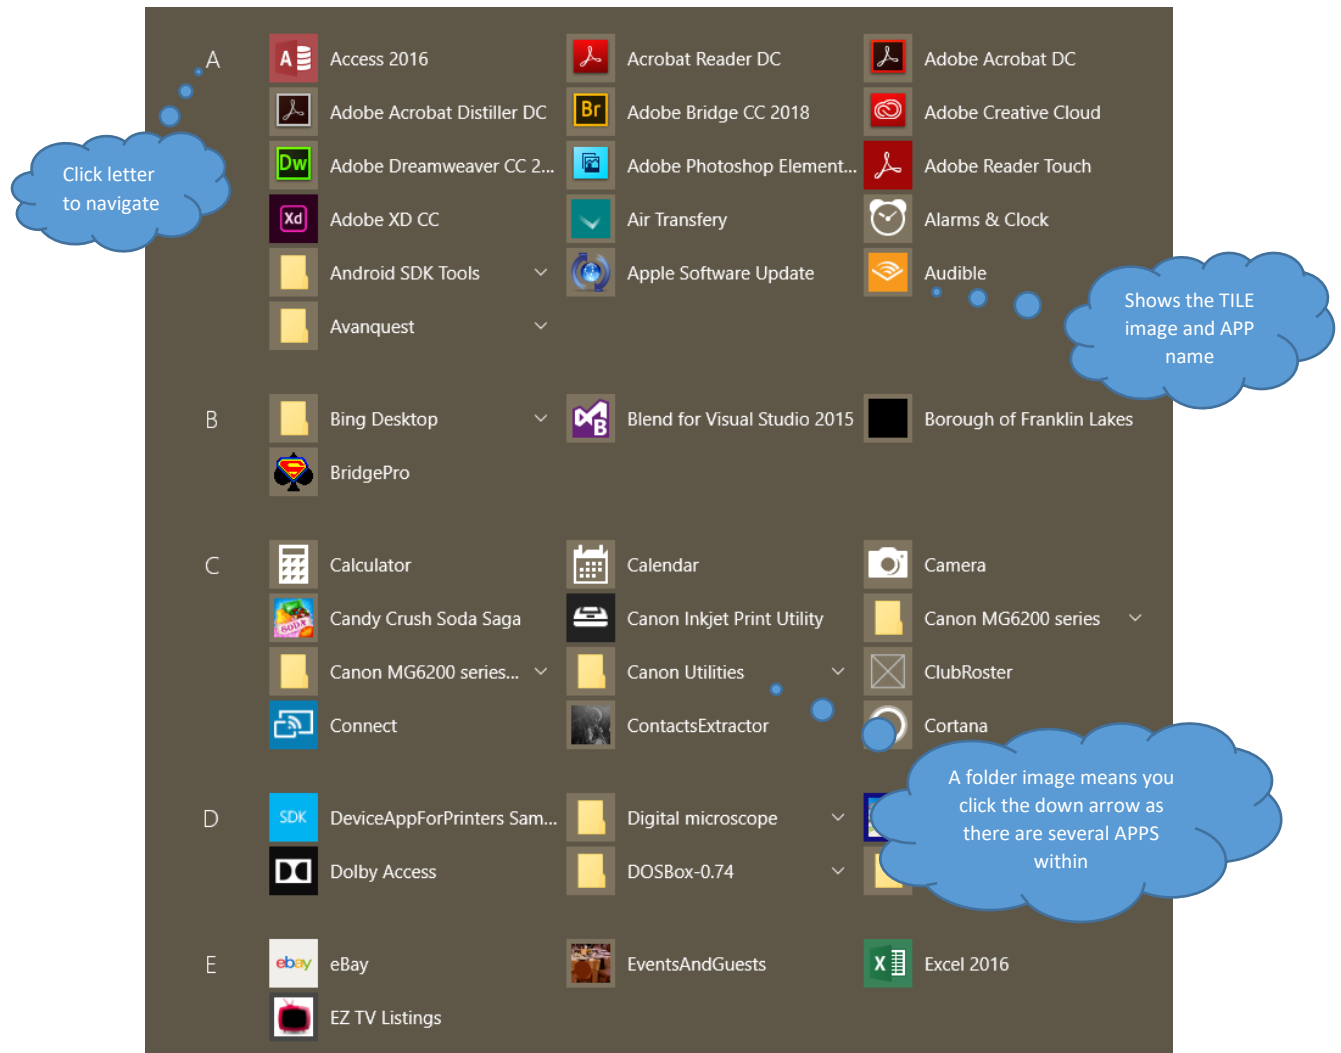 A
Access 2016
Acrobat Reader DC
Adobe Acrobat DC
Adobe Acrobat Distiller DC
Br
Adobe Bridge CC 2018
Adobe Creative Cloud
Click letter
to navigate
Dw
Adobe Dreamweaver CC 2...
Adobe Photoshop Element...
Adobe Reader Touch
Xd
Adobe XD CC
Air Transfery
Alarms & Clock
Android SDK Tools
Apple Software Update
Audible
Shows the TILE
image and APP
name
Avanquest
B
Bing Desktop
B
Blend for Visual Studio 2015
Borough of Franklin Lakes
BridgePro
C
Calculator
Calendar
Camera
SODA
Candy Crush Soda Saga
Canon Inkjet Print Utility
Canon MG6200 series
Canon MG6200 series...
Canon Utilities
ClubRoster
Connect
ContactsExtractor
Cortana
A folder image means you
click the down arrow as
there are several APPS
within
D
SDK
DeviceAppForPrinters Sam...
Digital microscope
Dolby Access
DOSBox-0.74
E
ebay
eBay
EventsAndGuests
X
Excel 2016
EZ TV Listings